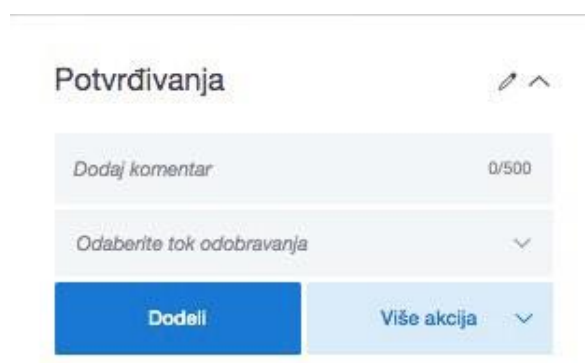 Potvrđivanja
Dodaj komentar 0/500
Odaberite tok odobravanja
Dodeli Više akcija